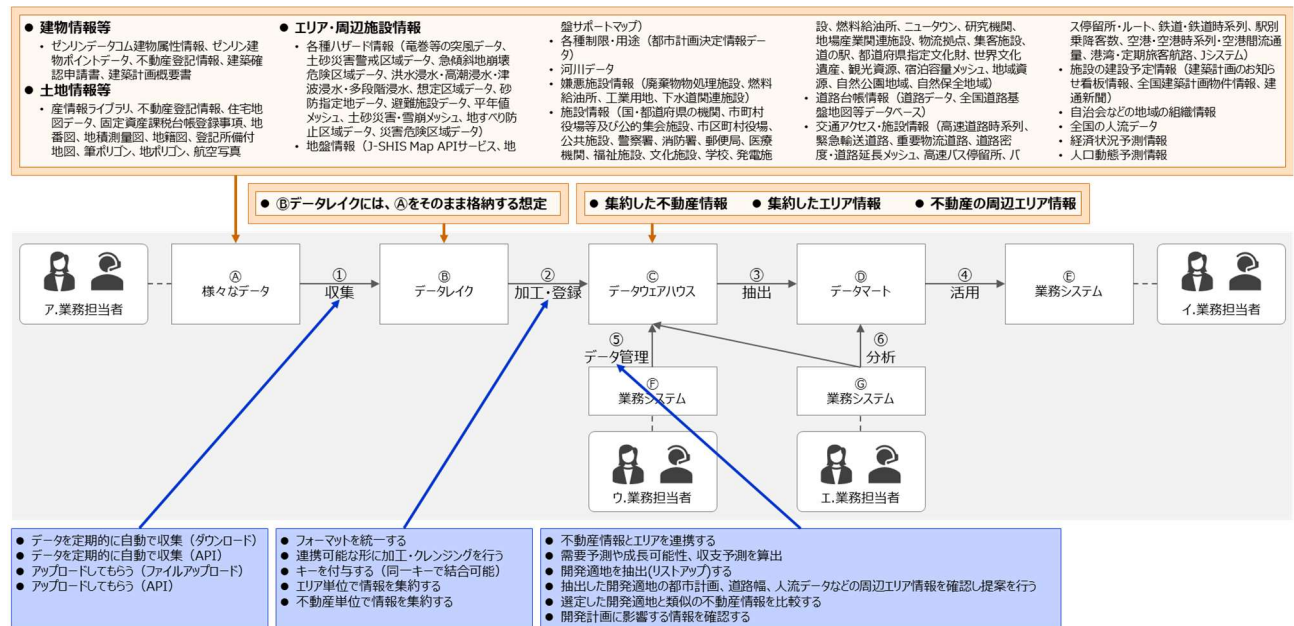 ● 建物情報等
・ ゼンリンデータコム建物属性情報、ゼンリン建
物ポイントデータ、不動産登記情報、建築確
認申請書、建築計画概要書
● 土地情報等
・ 産情報ライブラリ、不動産登記情報、住宅地
図データ、固定資産課税台帳登録事項、地
番図、地積測量図、地籍図、登記所備付
地図、筆ポリゴン、地ポリゴン、航空写真
● エリア・周辺施設情報
・ 各種ハザード情報（竜巻等の突風データ、
土砂災害警戒区域データ、急傾斜地崩壊
危険区域データ、洪水浸水・高潮浸水・津
波浸水・多段階浸水、想定区域データ、砂
防指定地データ、避難施設データ、平年値
メッシュ、土砂災害・雪崩メッシュ、地すべり防
止区域データ、災害危険区域データ）
・ 地盤情報（J-SHIS Map APIサービス、地
盤サポートマップ）
・ 各種制限・用途（都市計画決定情報デー
タ）
・ 河川データ
・ 嫌悪施設情報（廃棄物物処理施設、燃料
給油所、工業用地、下水道関連施設）
・ 施設情報（国・都道府県の機関、市町村
役場等及び公的集会施設、市区町村役場、
公共施設、警察署、消防署、郵便局、医療
機関、福祉施設、文化施設、学校、発電施
設、燃料給油所、ニュータウン、研究機関、
地場産業関連施設、物流拠点、集客施設、
道の駅、都道府県指定文化財、世界文化
遺産、観光資源、宿泊容量メッシュ、地域資
源、自然公園地域、自然保全地域）
・ 道路台帳情報（道路データ、全国道路基
盤地図等データベース）
・ 交通アクセス・施設情報（高速道路時系列、
緊急輸送道路、重要物流道路、道路密
度・道路延長メッシュ、高速バス停留所、バ
ス停留所・ルート、鉄道・鉄道時系列、駅別
乗降客数、空港・空港時系列・空港間流通
量、港湾・定期旅客航路、Jシステム）
・ 施設の建設予定情報（建築計画のお知ら
せ看板情報、全国建築計画物件情報、建
通新聞）
・ 自治会などの地域の組織情報
・ 全国の人流データ
・ 経済状況予測情報
・ 人口動態予測情報
● Ⓑデータレイクには、Ⓐをそのまま格納する想定
● 集約した不動産情報 ● 集約したエリア情報 ● 不動産の周辺エリア情報
ア.業務担当者
Ⓐ
様々なデータ
①
収集
Ⓑ
データレイク
②
加工・登録
Ⓒ
データウェアハウス
③
抽出
Ⓓ
データマート
④
活用
Ⓔ
業務システム
イ.業務担当者
⑤
データ管理
⑥
分析
Ⓕ
業務システム
Ⓖ
業務システム
ウ.業務担当者
エ.業務担当者
● データを定期的に自動で収集（ダウンロード）
● データを定期的に自動で収集（API）
● アップロードしてもらう（ファイルアップロード）
● アップロードしてもらう（API）
● フォーマットを統一する
● 連携可能な形に加工・クレンジングを行う
● キーを付与する（同一キーで結合可能）
● エリア単位で情報を集約する
● 不動産単位で情報を集約する
● 不動産情報とエリアを連携する
● 需要予測や成長可能性、収支予測を算出
● 開発適地を抽出(リストアップ)する
● 抽出した開発適地の都市計画、道路幅、人流データなどの周辺エリア情報を確認し提案を行う
● 選定した開発適地と類似の不動産情報を比較する
● 開発計画に影響する情報を確認する